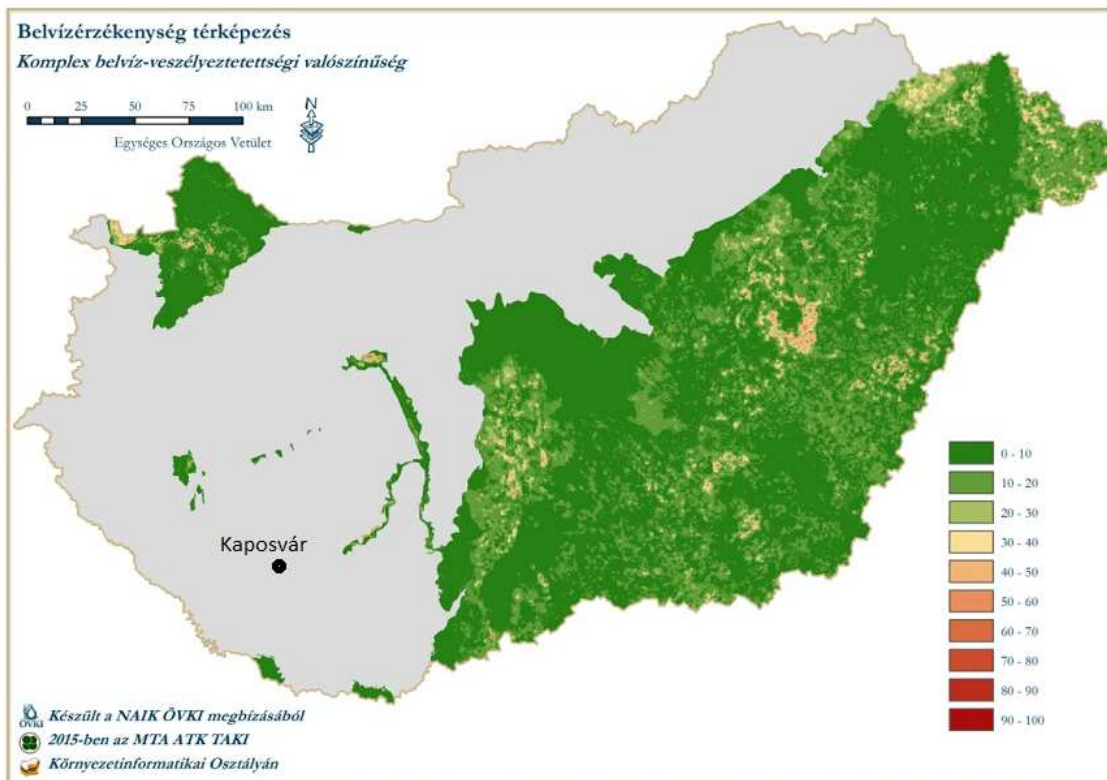 Belvízérzékenység térképezés
Komplex belvíz-veszélyeztetettségi valószínűség
0 25 50 75 100 km
N
Egységes Országos Vetület
Kaposvár
0 - 10
10 - 20
20 - 30
30 - 40
40 - 50
50 - 60
60 - 70
70 - 80
80 - 90
90 - 100
ÖVKI Készült a NAIK ÖVKI megbízásából
2015-ben az MTA ATK TAKI
Környezetinformatikai Osztályán